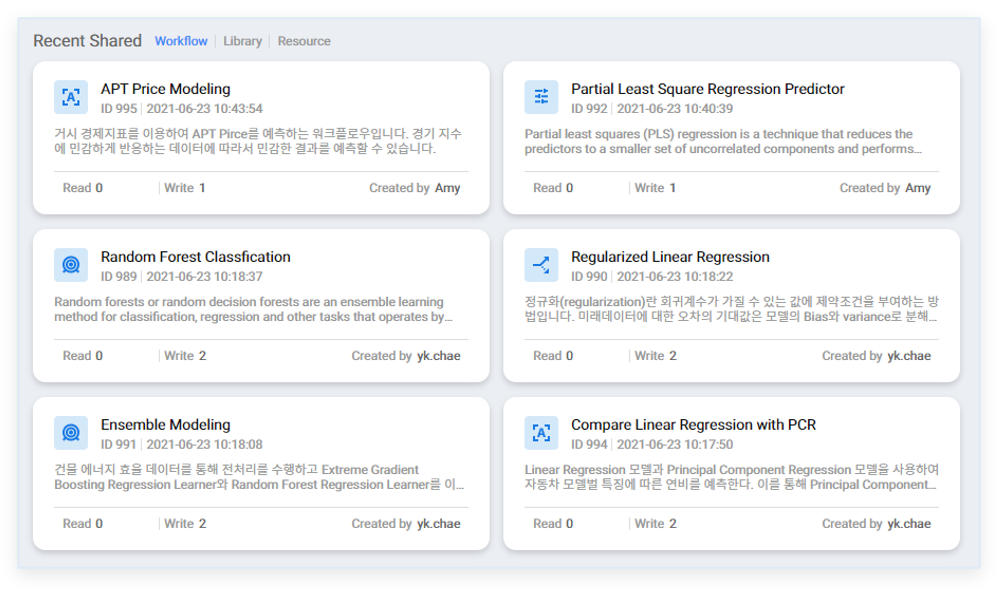 Recent Shared Workflow | Library | Resource
APT Price Modeling
ID 995 | 2021-06-23 10:43:54
거시 경제지표를 이용하여 APT Pirce를 예측하는 워크플로우입니다. 경기 지수
에 민감하게 반응하는 데이터에 따라서 민감한 결과를 예측할 수 있습니다.
Read 0 | Write 1 Created by Amy
Partial Least Square Regression Predictor
ID 992 | 2021-06-23 10:40:39
Partial least squares (PLS) regression is a technique that reduces the
predictors to a smaller set of uncorrelated components and performs...
Read 0 | Write 1 Created by Amy
Random Forest Classfication
ID 989 | 2021-06-23 10:18:37
Random forests or random decision forests are an ensemble learning
method for classification, regression and other tasks that operates by...
Read 0 | Write 2 Created by yk.chae
Regularized Linear Regression
ID 990 | 2021-06-23 10:18:22
정규화(regularization)란 회귀계수가 가질 수 있는 값에 제약조건을 부여하는 방
법입니다. 미래데이터에 대한 오차의 기대값은 모델의 Bias와 variance로 분해...
Read 0 | Write 2 Created by yk.chae
Ensemble Modeling
ID 991 | 2021-06-23 10:18:08
건물 에너지 효율 데이터를 통해 전처리를 수행하고 Extreme Gradient
Boosting Regression Learner와 Random Forest Regression Learner를 이...
Read 0 | Write 2 Created by yk.chae
Compare Linear Regression with PCR
ID 994 | 2021-06-23 10:17:50
Linear Regression 모델과 Principal Component Regression 모델을 사용하여
자동차 모델벌 특징에 따른 연비를 예측한다. 이를 통해 Principal Component...
Read 0 | Write 2 Created by yk.chae